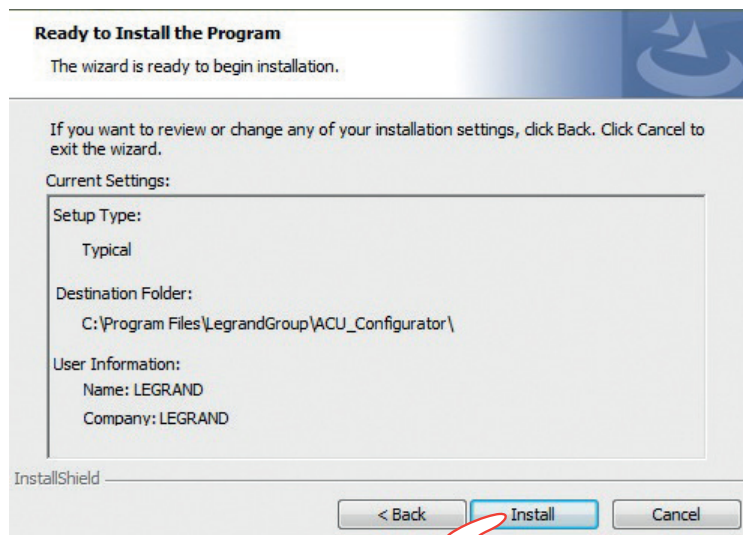 Ready to Install the Program
The wizard is ready to begin installation.
If you want to review or change any of your installation settings, click Back. Click Cancel to
exit the wizard.
Current Settings:
Setup Type:
Typical
Destination Folder:
C:\Program Files\LegrandGroup\ACU_Configurator\
User Information:
Name: LEGRAND
Company: LEGRAND
InstallShield
< Back
Install
Cancel